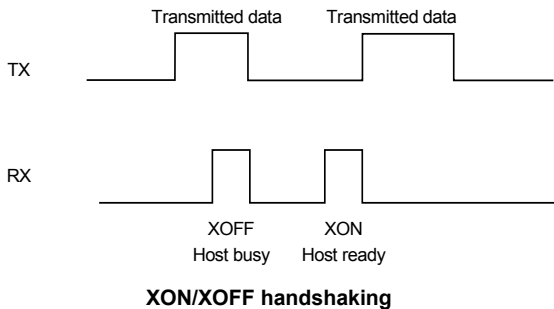 Transmitted data Transmitted data
TX
RX
XOFF XON
Host busy Host ready
XON/XOFF handshaking